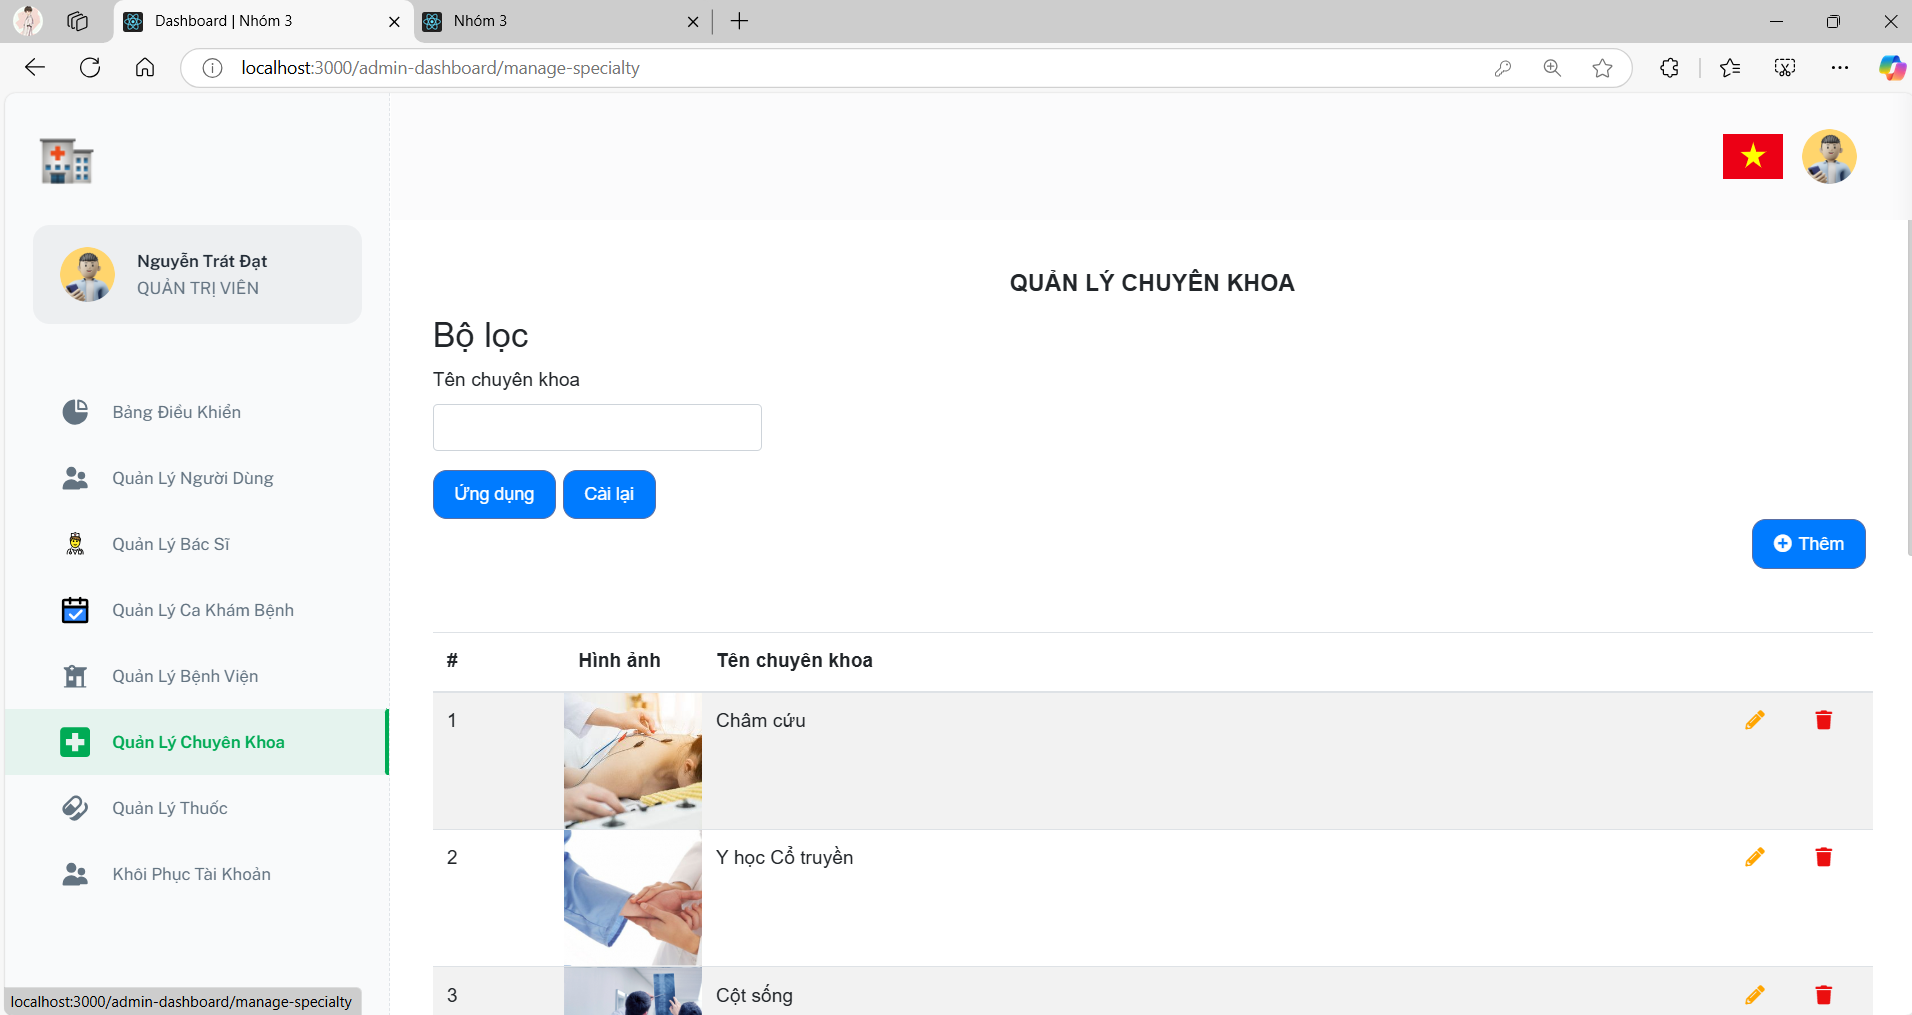 Dashboard | Nhóm 3
Nhóm 3
localhost:3000/admin-dashboard/manage-specialty
Nguyễn Trát Đạt
QUẢN TRỊ VIÊN
Bảng Điều Khiển
Quản Lý Người Dùng
Quản Lý Bác Sĩ
Quản Lý Ca Khám Bệnh
Quản Lý Bệnh Viện
Quản Lý Chuyên Khoa
Quản Lý Thuốc
Khôi Phục Tài Khoản
QUẢN LÝ CHUYÊN KHOA
Bộ lọc
Tên chuyên khoa
Ứng dụng Cài lại
Thêm
# Hình ảnh Tên chuyên khoa
1 Châm cứu
2 Y học Cổ truyền
3 Cột sống
localhost:3000/admin-dashboard/manage-specialty